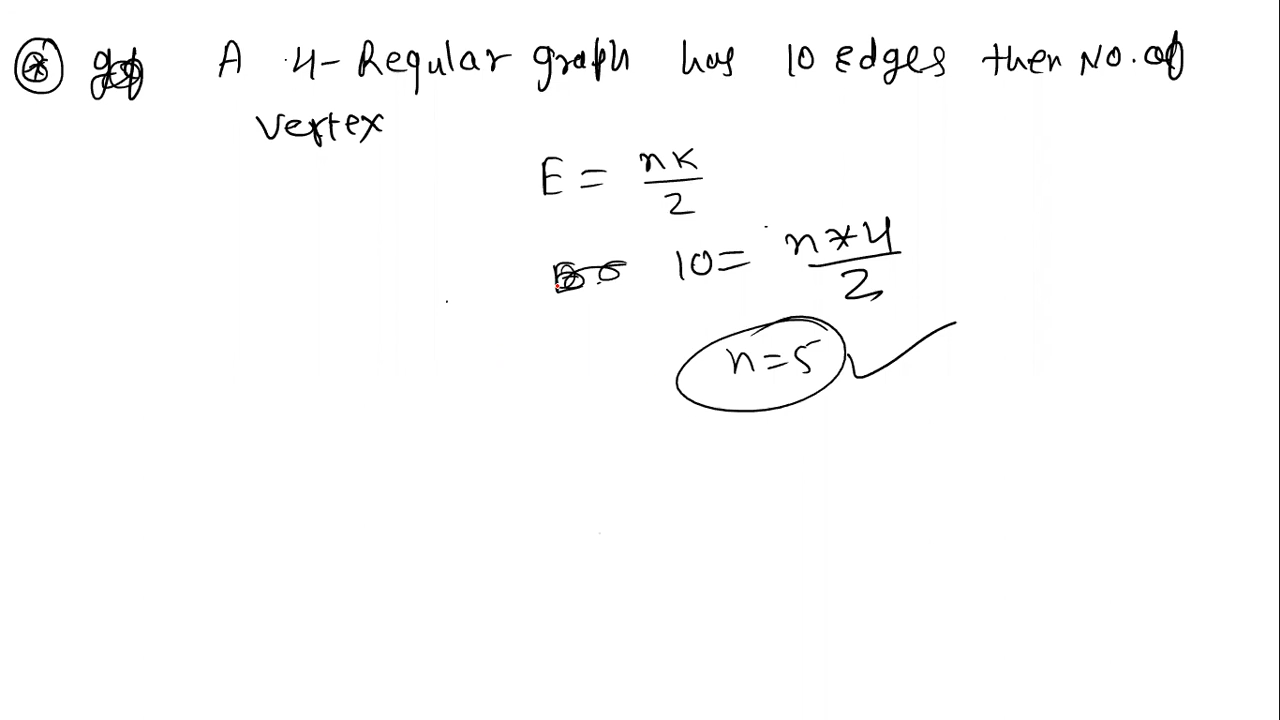 A 4-Regular graph has 10 Edges then No. of
vertex
E = nK/2
10 = n*4/2
n=5